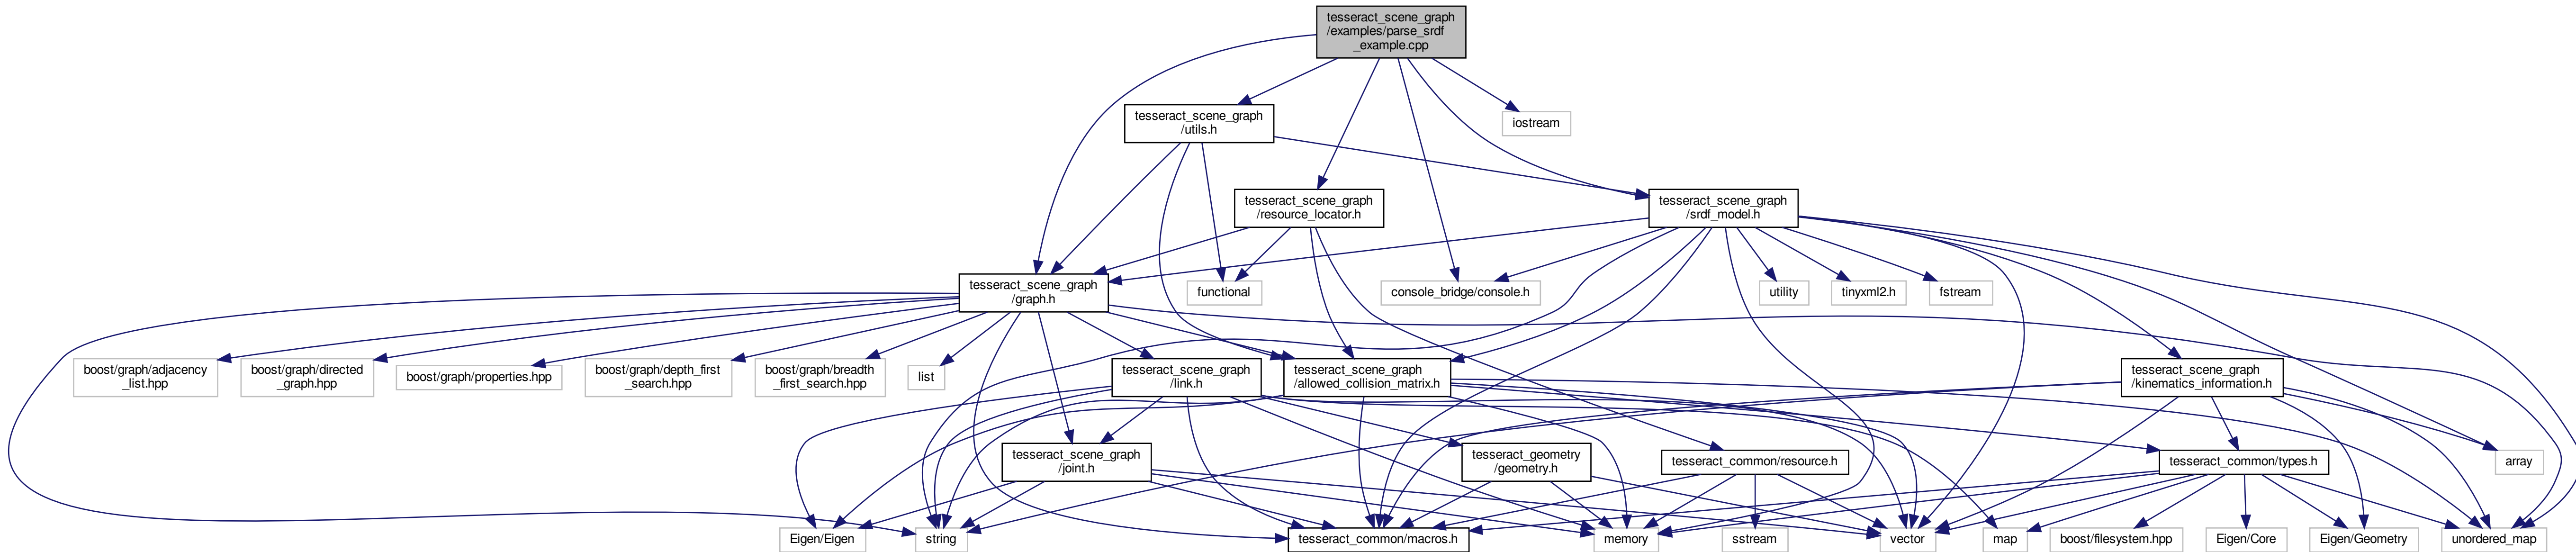 tesseract_scene_graph
/examples/parse_srdf
_example.cpp
tesseract_scene_graph
/utils.h
iostream
tesseract_scene_graph
/resource_locator.h
tesseract_scene_graph
/srdf_model.h
tesseract_scene_graph
/graph.h
functional
console_bridge/console.h
utility
tinyxml2.h
fstream
boost/graph/adjacency
_list.hpp
boost/graph/directed
_graph.hpp
boost/graph/properties.hpp
boost/graph/depth_first
_search.hpp
boost/graph/breadth
_first_search.hpp
list
tesseract_scene_graph
/link.h
tesseract_scene_graph
/allowed_collision_matrix.h
tesseract_scene_graph
/kinematics_information.h
tesseract_scene_graph
/joint.h
tesseract_geometry
/geometry.h
tesseract_common/resource.h
tesseract_common/types.h
array
Eigen/Eigen
string
tesseract_common/macros.h
memory
sstream
vector
map
boost/filesystem.hpp
Eigen/Core
Eigen/Geometry
unordered_map